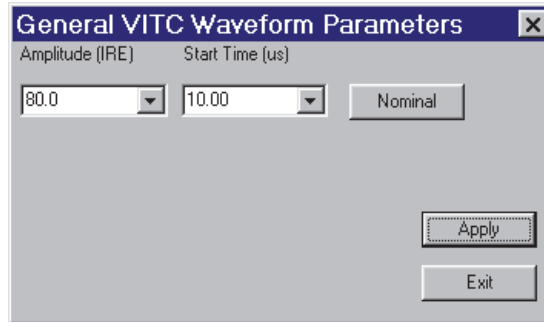 General VITC Waveform Parameters
Amplitude (IRE) Start Time (us)
80.0 10.00 Nominal
Apply
Exit